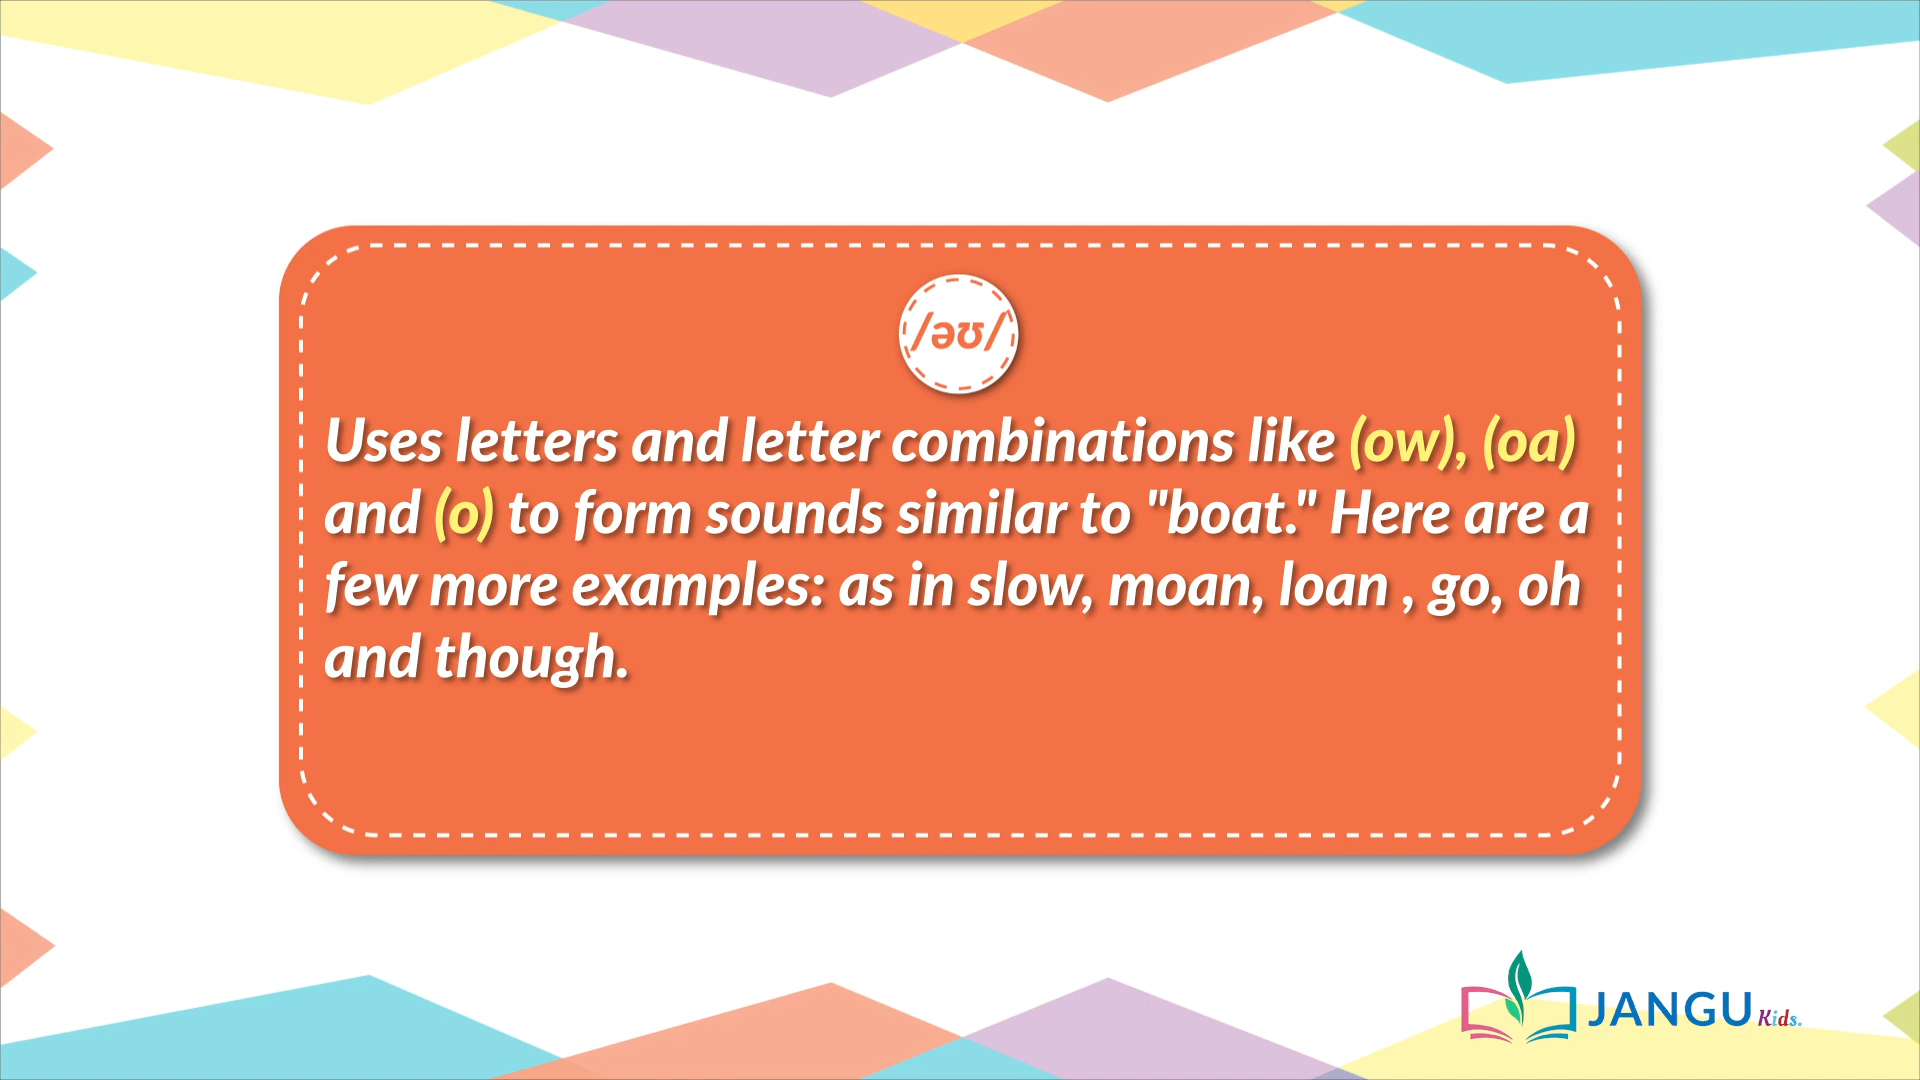 /əʊ/
Uses letters and letter combinations like (ow), (oa)
and (o) to form sounds similar to "boat." Here are a
few more examples: as in slow, moan, loan , go, oh
and though.
JANGU Kids.